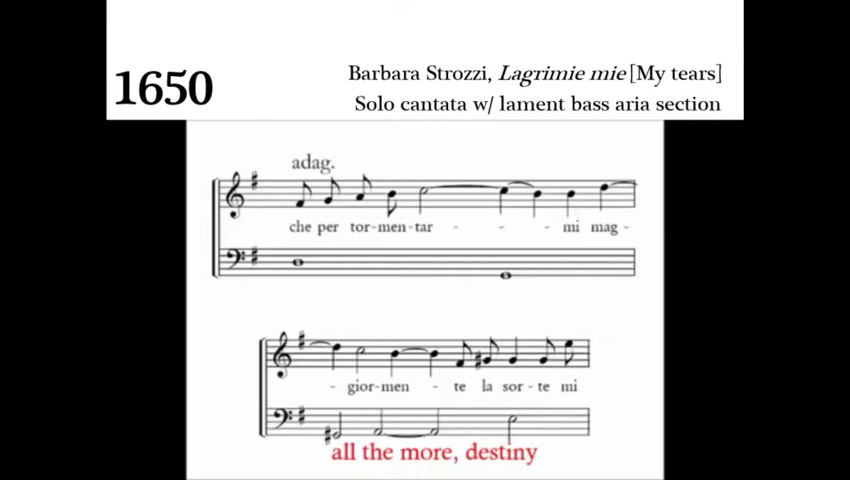 1650
Barbara Strozzi, Lagrimie mie [My tears]
Solo cantata w/ lament bass aria section
adag.
che per tor-men-tar - - - mi mag -
- gior-men - te la sor-te mi
all the more, destiny